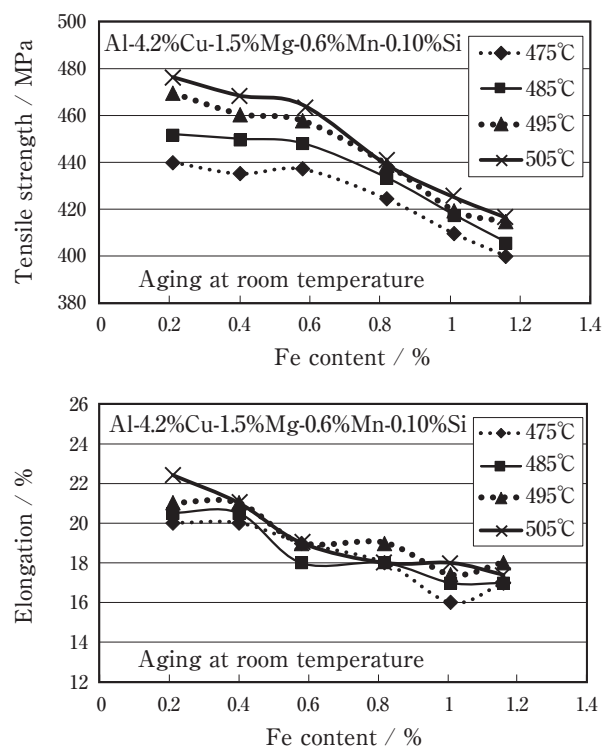 500
480
460
440
420
400
380
Tensile strength / MPa
Al-4.2%Cu-1.5%Mg-0.6%Mn-0.10%Si
475℃
485℃
495℃
505℃
Aging at room temperature
0 0.2 0.4 0.6 0.8 1 1.2 1.4
Fe content / %
26
24
22
20
18
16
14
12
Elongation / %
Al-4.2%Cu-1.5%Mg-0.6%Mn-0.10%Si
475℃
485℃
495℃
505℃
Aging at room temperature
0 0.2 0.4 0.6 0.8 1 1.2 1.4
Fe content / %